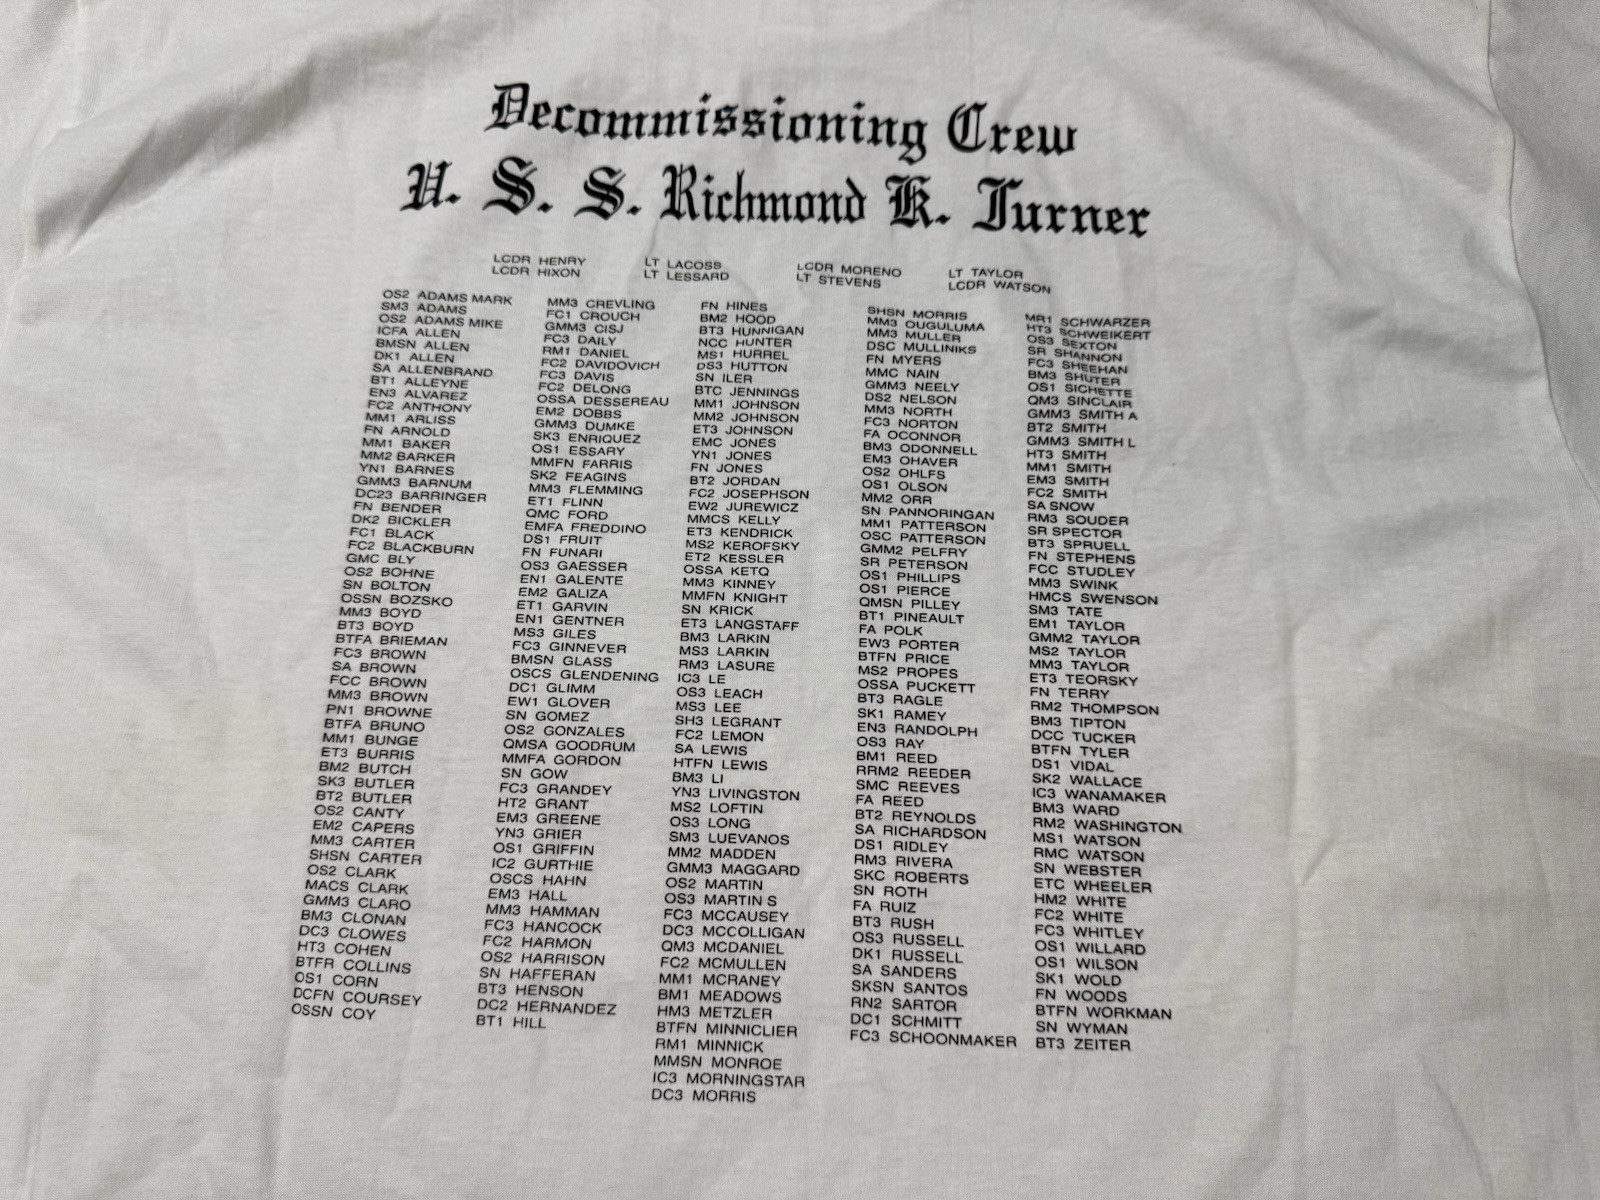 Decommissioning Crew
U. S. S. Richmond K. Turner
LCDR HENRY
LCDR HIXON
LT LACOSS
LT LESSARD
LCDR MORENO
LT STEVENS
LT TAYLOR
LCDR WATSON
OS2 ADAMS MARK
SM3 ADAMS
OS2 ADAMS MIKE
ICFA ALLEN
BMSN ALLEN
DK1 ALLEN
SA ALLENBRAND
BT1 ALLEYNE
EN3 ALVAREZ
FC2 ANTHONY
MM1 ARLISS
FN ARNOLD
MM1 BAKER
MM2 BARKER
YN1 BARNES
GMM3 BARNUM
DC23 BARRINGER
FN BENDER
DK2 BICKLER
FC1 BLACK
FC2 BLACKBURN
GMC BLY
OS2 BOHNE
SN BOLTON
OSSN BOZSKO
MM3 BOYD
BT3 BOYD
BTFA BRIEMAN
FC3 BROWN
SA BROWN
FCC BROWN
MM3 BROWN
PN1 BROWNE
BTFA BRUNO
MM1 BUNGE
ET3 BURRIS
BM2 BUTCH
SK3 BUTLER
BT2 BUTLER
OS2 CANTY
EM2 CAPERS
MM3 CARTER
SHSN CARTER
OS2 CLARK
MACS CLARK
GMM3 CLARO
BM3 CLONAN
DC3 CLOWES
HT3 COHEN
BTFR COLLINS
OS1 CORN
DCFN COURSEY
OSSN COY
MM3 CREVLING
FC1 CROUCH
GMM3 CISJ
FC3 DAILY
RM1 DANIEL
FC2 DAVIDOVICH
FC3 DAVIS
FC2 DELONG
OSSA DESSEREAU
EM2 DOBBS
GMM3 DUMKE
SK3 ENRIQUEZ
OS1 ESSARY
MMFN FARRIS
SK2 FEAGINS
MM3 FLEMMING
ET1 FLINN
QMC FORD
EMFA FREDDINO
DS1 FRUIT
FN FUNARI
OS3 GAESSER
EN1 GALENTE
EM2 GALIZA
ET1 GARVIN
EN1 GENTNER
MS3 GILES
FC3 GINNEVER
BMSN GLASS
OSCS GLENDENING
DC1 GLIMM
EW1 GLOVER
SN GOMEZ
OS2 GONZALES
QMSA GOODRUM
MMFA GORDON
SN GOW
FC3 GRANDEY
HT2 GRANT
EM3 GREENE
YN3 GRIER
OS1 GRIFFIN
IC2 GURTHIE
OSCS HAHN
EM3 HALL
MM3 HAMMAN
FC3 HANCOCK
FC2 HARMON
OS2 HARRISON
SN HAFFERAN
BT3 HENSON
DC2 HERNANDEZ
BT1 HILL
FN HINES
BM2 HOOD
BT3 HUNNIGAN
NCC HUNTER
MS1 HURREL
DS3 HUTTON
SN ILER
BTC JENNINGS
MM1 JOHNSON
MM2 JOHNSON
ET3 JOHNSON
EMC JONES
YN1 JONES
FN JONES
BT2 JORDAN
FC2 JOSEPHSON
EW2 JUREWICZ
MMCS KELLY
ET3 KENDRICK
MS2 KEROFSKY
ET2 KESSLER
OSSA KETQ
MM3 KINNEY
MMFN KNIGHT
SN KRICK
ET3 LANGSTAFF
BM3 LARKIN
MS3 LARKIN
RM3 LASURE
IC3 LE
OS3 LEACH
MS3 LEE
SH3 LEGRANT
FC2 LEMON
SA LEWIS
HTFN LEWIS
BM3 LI
YN3 LIVINGSTON
MS2 LOFTIN
OS3 LONG
SM3 LUEVANOS
MM2 MADDEN
GMM3 MAGGARD
OS2 MARTIN
OS3 MARTIN S
FC3 MCCAUSEY
DC3 MCCOLLIGAN
QM3 MCDANIEL
FC2 MCMULLEN
MM1 MCRANEY
BM1 MEADOWS
HM3 METZLER
BTFN MINNICLIER
RM1 MINNICK
MMSN MONROE
IC3 MORNINGSTAR
DC3 MORRIS
SHSN MORRIS
MM3 OUGULUMA
MM3 MULLER
DSC MULLINIKS
FN MYERS
MMC NAIN
GMM3 NEELY
DS2 NELSON
MM3 NORTH
FC3 NORTON
FA OCONNOR
BM3 ODONNELL
EM3 OHAVER
OS2 OHLFS
OS1 OLSON
MM2 ORR
SN PANNORINGAN
MM1 PATTERSON
OSC PATTERSON
GMM2 PELFRY
SR PETERSON
OS1 PHILLIPS
OS1 PIERCE
QMSN PILLEY
BT1 PINEAULT
FA POLK
EW3 PORTER
BTFN PRICE
MS2 PROPES
OSSA PUCKETT
BT3 RAGLE
SK1 RAMEY
EN3 RANDOLPH
OS3 RAY
BM1 REED
RRM2 REEDER
SMC REEVES
FA REED
BT2 REYNOLDS
SA RICHARDSON
DS1 RIDLEY
RM3 RIVERA
SKC ROBERTS
SN ROTH
FA RUIZ
BT3 RUSH
OS3 RUSSELL
DK1 RUSSELL
SA SANDERS
SKSN SANTOS
RN2 SARTOR
DC1 SCHMITT
FC3 SCHOONMAKER
MR1 SCHWARZER
HT3 SCHWEIKERT
OS3 SEXTON
SR SHANNON
FC3 SHEEHAN
BM3 SHUTER
OS1 SICHETTE
QM3 SINCLAIR
GMM3 SMITH A
BT2 SMITH
GMM3 SMITH L
HT3 SMITH
MM1 SMITH
EM3 SMITH
FC2 SMITH
SA SNOW
RM3 SOUDER
SR SPECTOR
BT3 SPRUELL
FN STEPHENS
FCC STUDLEY
MM3 SWINK
HMCS SWENSON
SM3 TATE
EM1 TAYLOR
GMM2 TAYLOR
MS2 TAYLOR
MM3 TAYLOR
ET3 TEORSKY
FN TERRY
RM2 THOMPSON
BM3 TIPTON
DCC TUCKER
BTFN TYLER
DS1 VIDAL
SK2 WALLACE
IC3 WANAMAKER
BM3 WARD
RM2 WASHINGTON
MS1 WATSON
RMC WATSON
SN WEBSTER
ETC WHEELER
HM2 WHITE
FC2 WHITE
FC3 WHITLEY
OS1 WILLARD
OS1 WILSON
SK1 WOLD
FN WOODS
BTFN WORKMAN
SN WYMAN
BT3 ZEITER